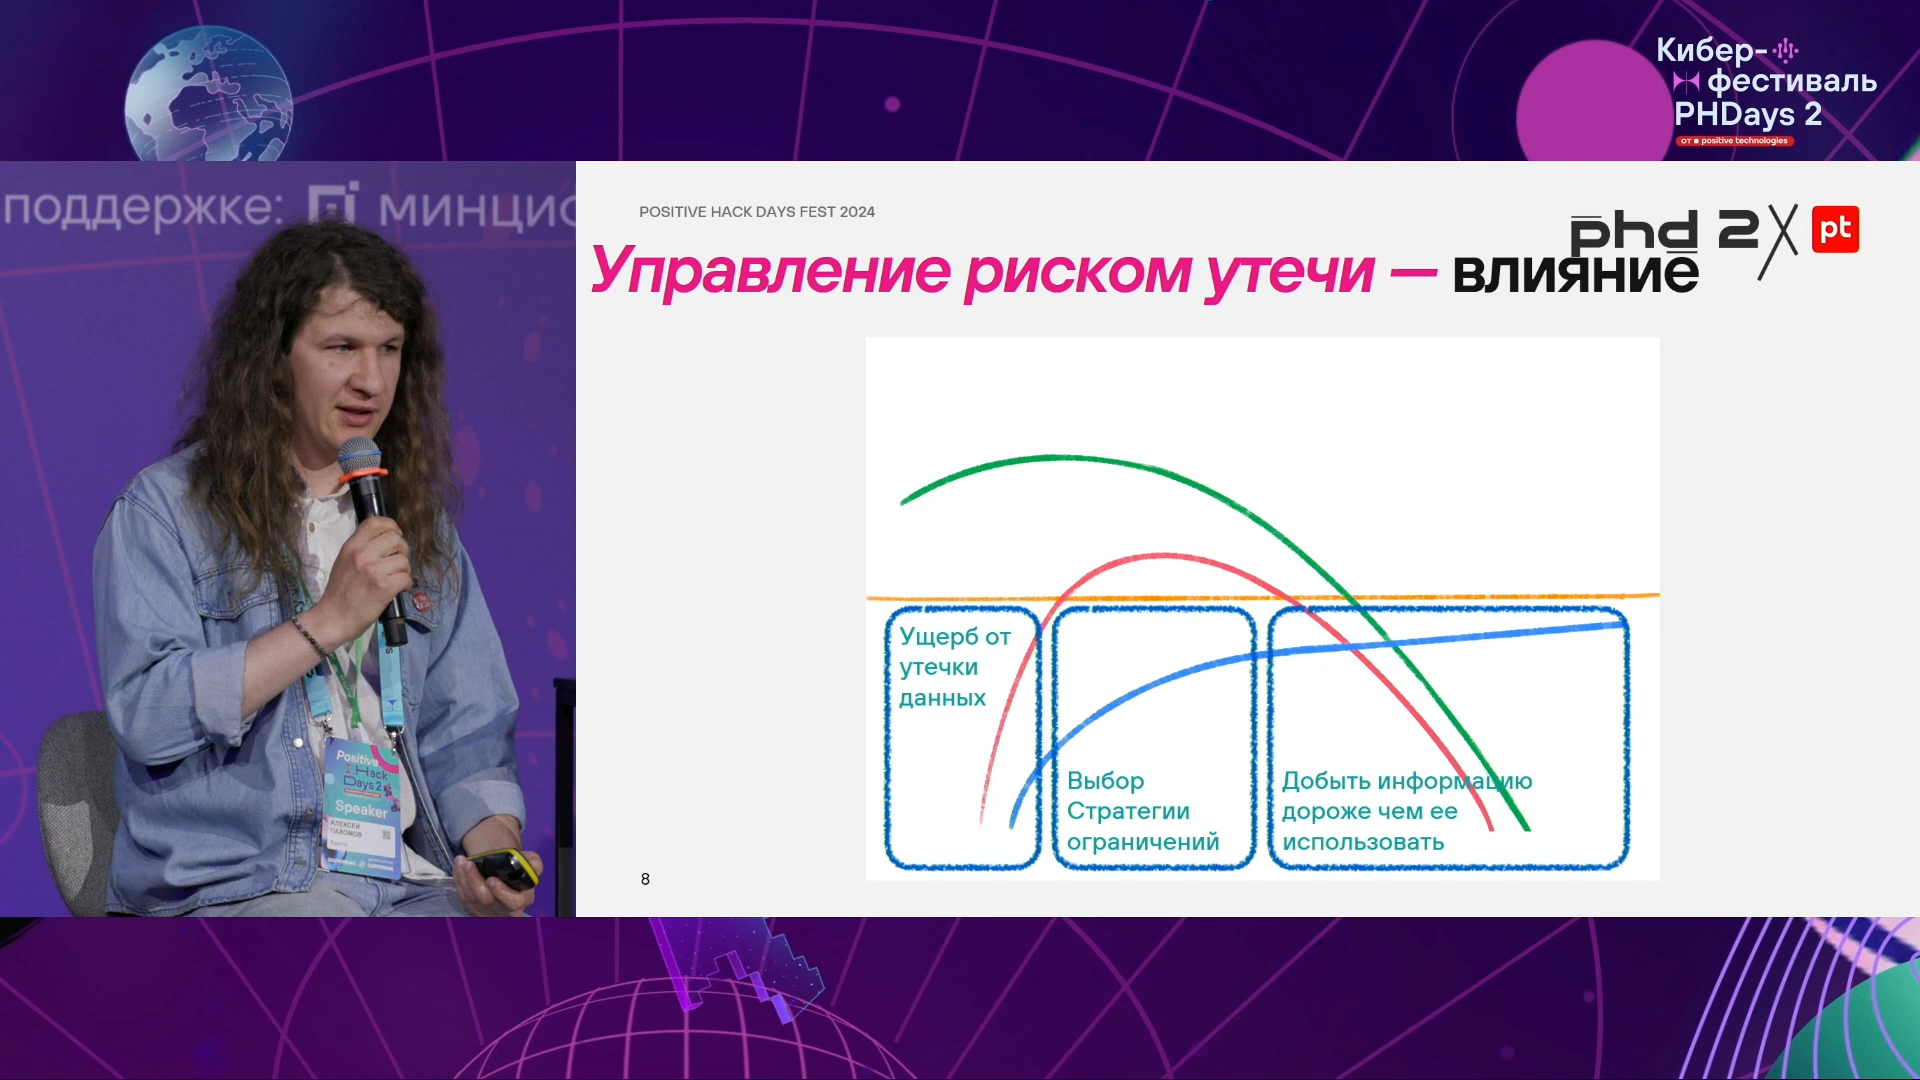 Кибер-
фестиваль
PHDays 2
от positive technologies
поддержке: минциф
POSITIVE HACK DAYS FEST 2024
phd 2 pt
Управление риском утечи — влияние
Ущерб от
утечки
данных
Выбор
Стратегии
ограничений
Добыть информацию
дороже чем ее
использовать
8
Positive
Hack
Days 2
Speaker
АЛЕКСЕЙ
ПАХОМОВ